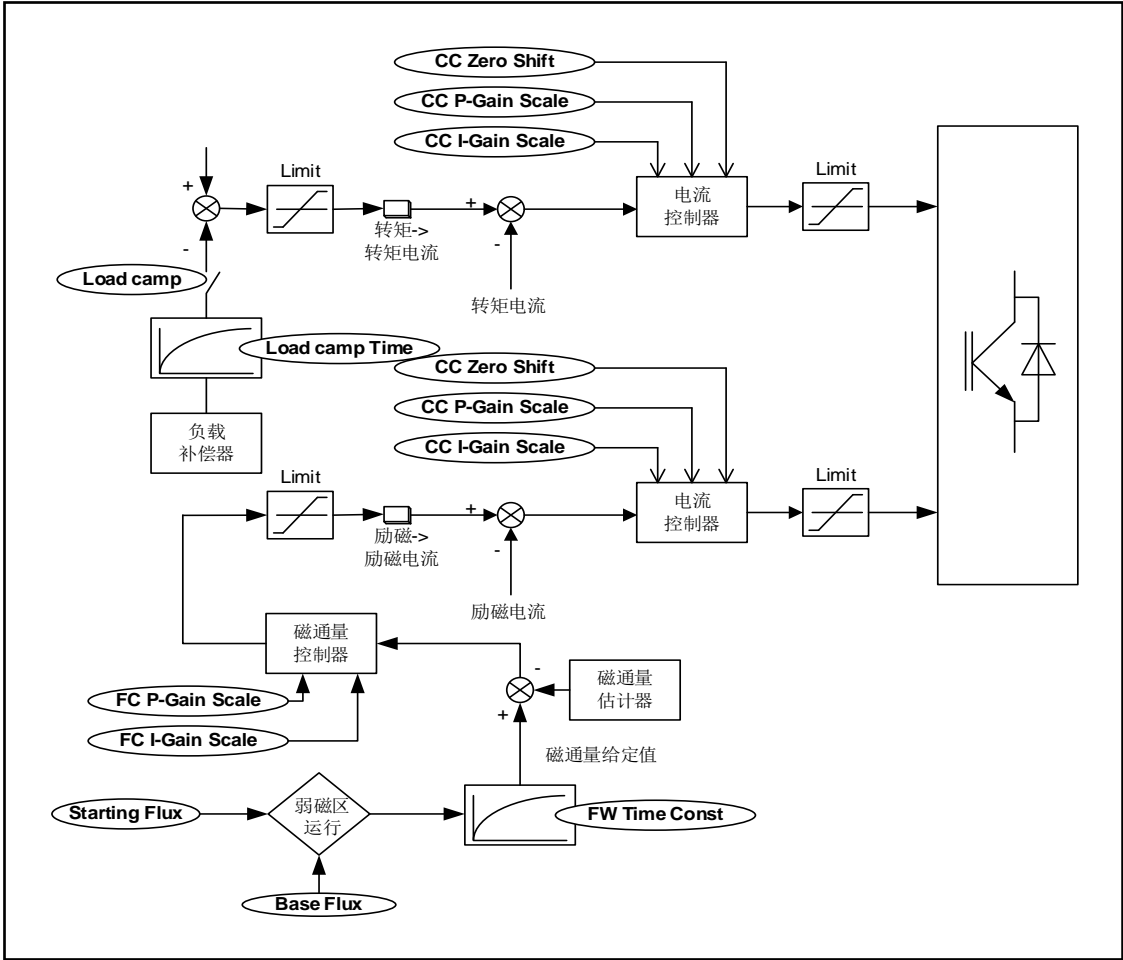 CC Zero Shift
CC P-Gain Scale
CC I-Gain Scale
+
Limit
+
电流
控制器
Limit
-
转矩->
转矩电流
-
Load camp
转矩电流
Load camp Time
CC Zero Shift
CC P-Gain Scale
CC I-Gain Scale
负载
补偿器
Limit
+
电流
控制器
Limit
励磁->
励磁电流
-
励磁电流
磁通量
控制器
-
磁通量
估计器
+
FC P-Gain Scale
FC I-Gain Scale
磁通量给定值
Starting Flux
弱磁区
运行
FW Time Const
Base Flux